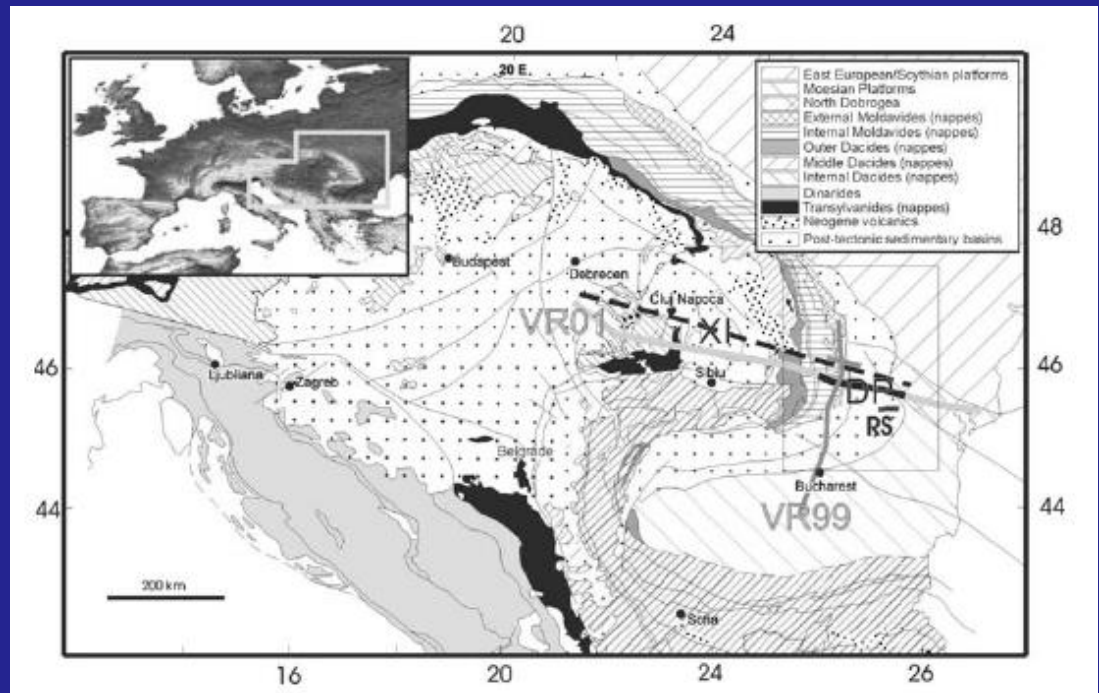 20 24
20 E.
East European/Scythian platforms
Moesian Platforms
North Dobrogea
External Moldavides (nappes)
Internal Moldavides (nappes)
Outer Dacides (nappes)
Middle Dacides (nappes)
Internal Dacides (nappes)
Dinarides
Transylvanides (nappes)
Neogene volcanics
Post-tectonic sedimentary basins
48
Budapest
Debrecen
Cluj Napoca
VR01
XI
46
Ljubliana
Zagreb
Sibiu
46
DF
RS
Belgrade
Bucharest
44
VR99
44
200 km
Sofia
16 20 24 26